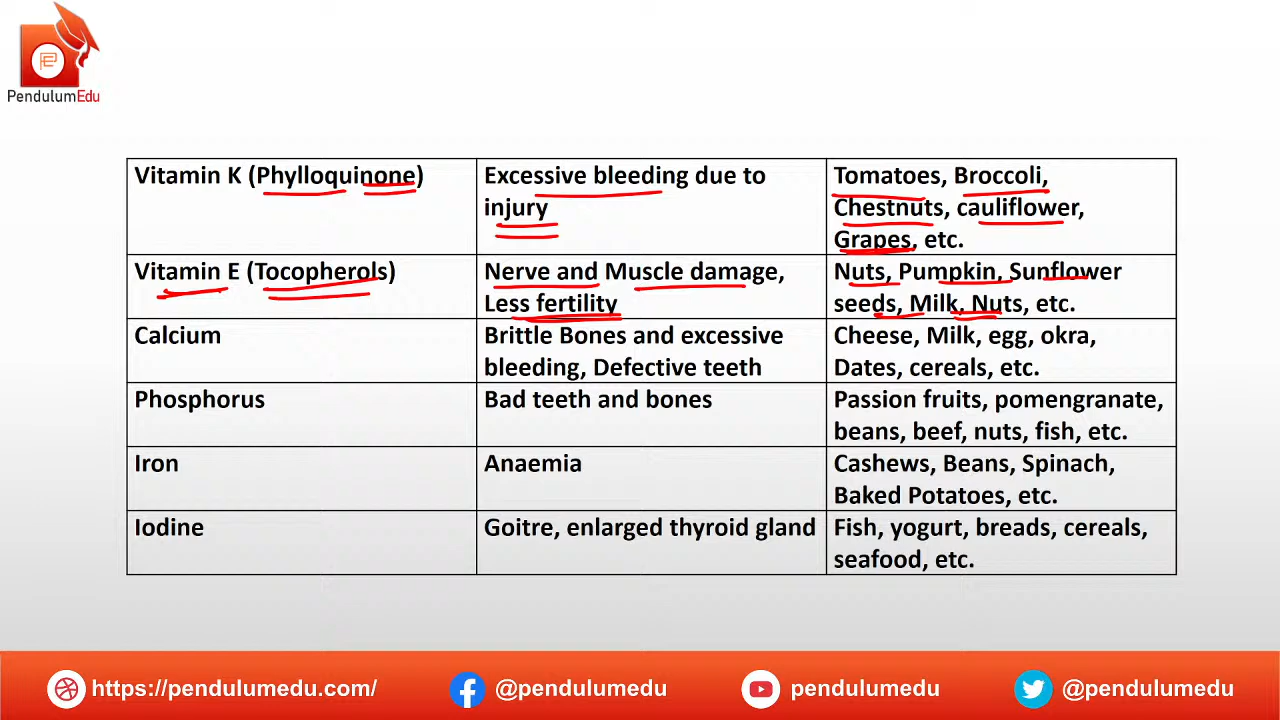 PendulumEdu
Vitamin K (Phylloquinone)
Excessive bleeding due to
injury
Tomatoes, Broccoli,
Chestnuts, cauliflower,
Grapes, etc.
Vitamin E (Tocopherols)
Nerve and Muscle damage,
Less fertility
Nuts, Pumpkin, Sunflower
seeds, Milk, Nuts, etc.
Calcium
Brittle Bones and excessive
bleeding, Defective teeth
Cheese, Milk, egg, okra,
Dates, cereals, etc.
Phosphorus
Bad teeth and bones
Passion fruits, pomengranate,
beans, beef, nuts, fish, etc.
Iron
Anaemia
Cashews, Beans, Spinach,
Baked Potatoes, etc.
Iodine
Goitre, enlarged thyroid gland
Fish, yogurt, breads, cereals,
seafood, etc.
https://pendulumedu.com/
@pendulumedu
pendulumedu
@pendulumedu